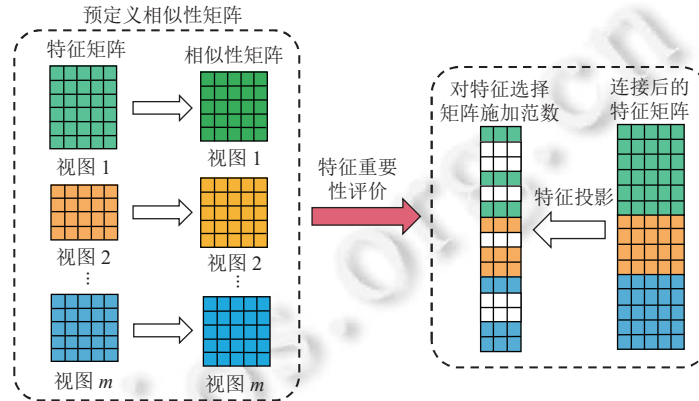 预定义相似性矩阵
特征矩阵
相似性矩阵
视图 1
视图 1
视图 2
视图 2
⋮
⋮
视图 m
视图 m
特征重要
性评价
对特征选择
矩阵施加范数
连接后的
特征矩阵
特征投影